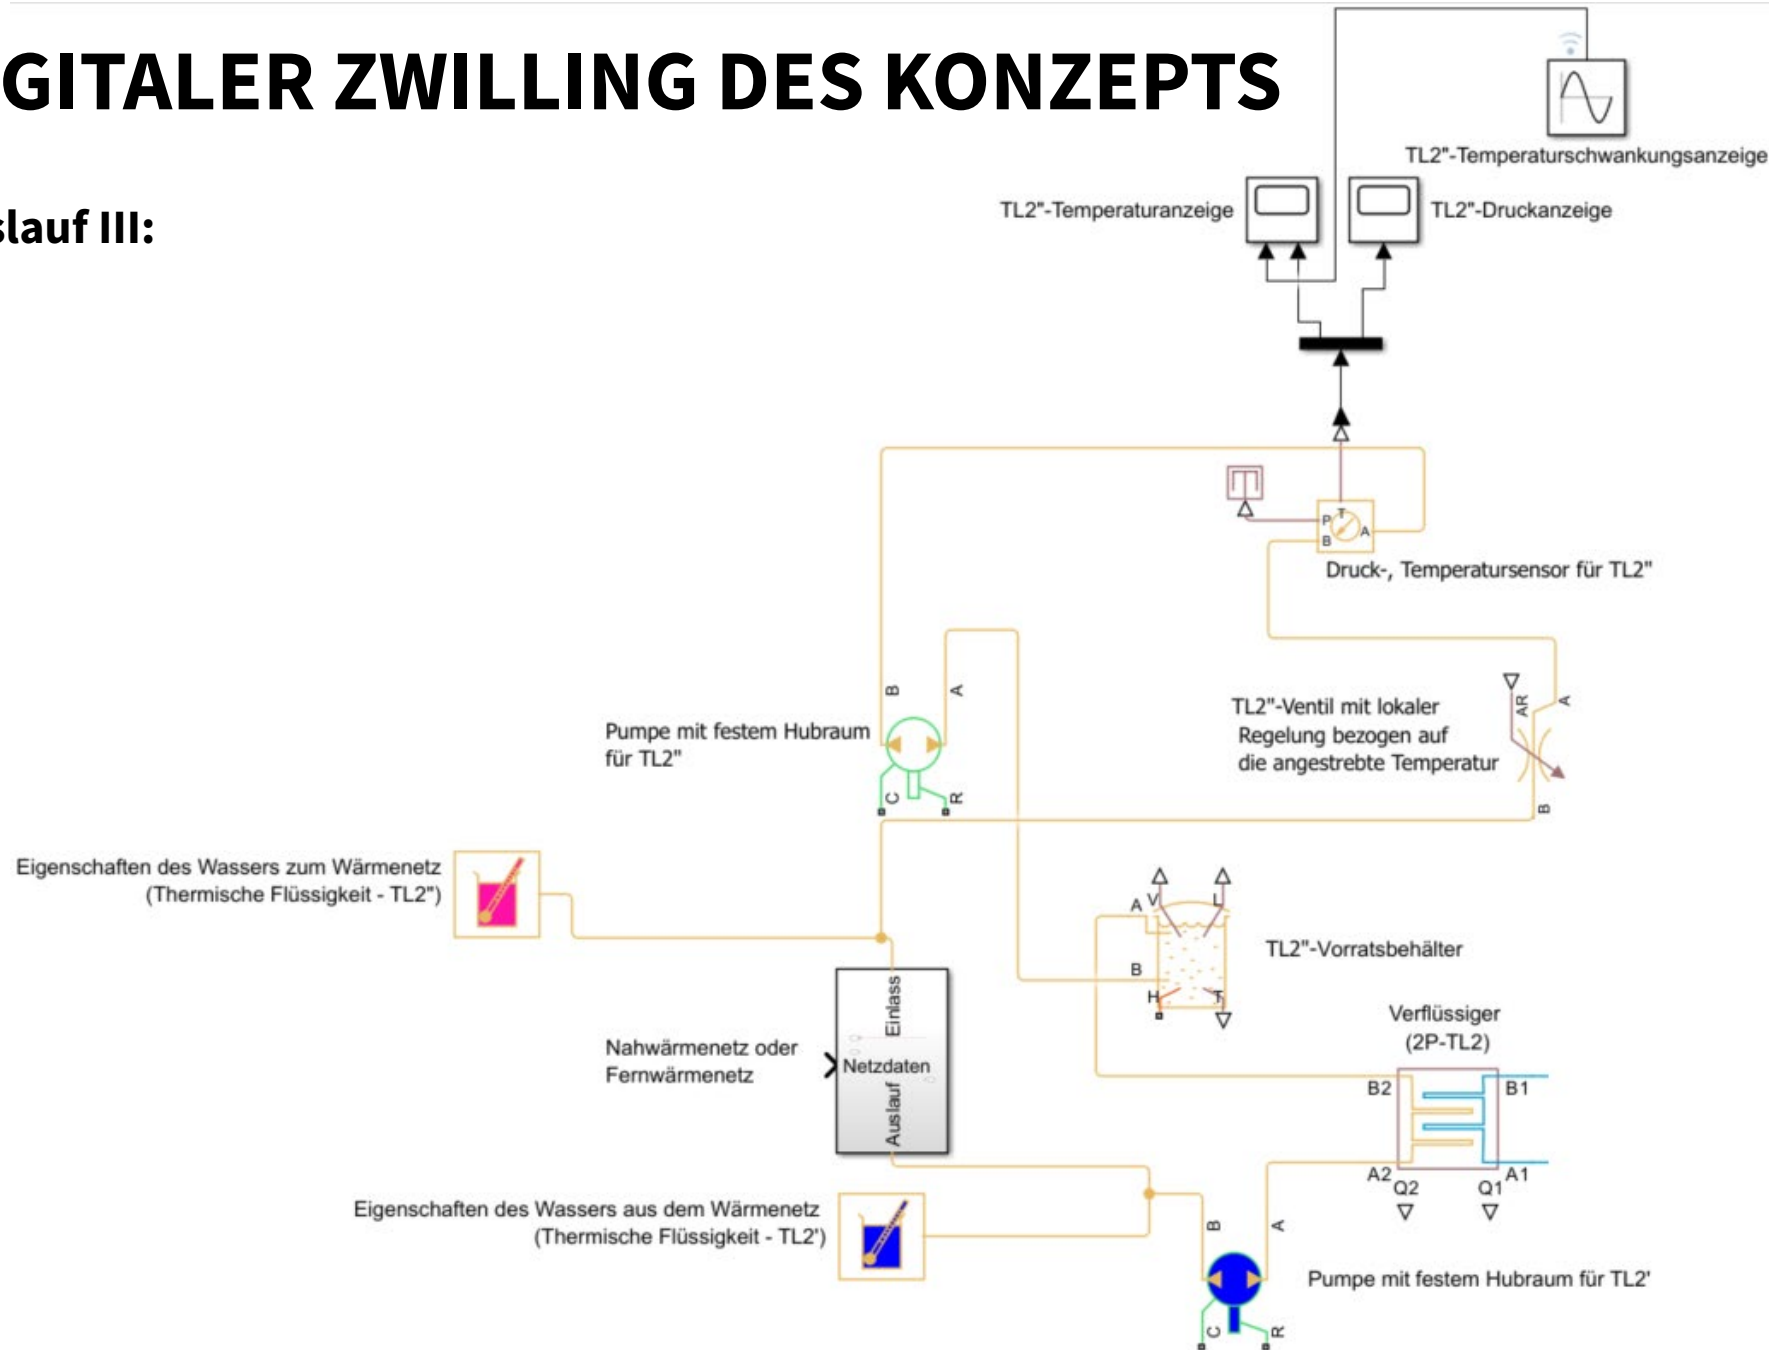 GITALER ZWILLING DES KONZEPTS
TL2"-Temperaturschwankungsanzeige
TL2"-Temperaturanzeige
TL2"-Druckanzeige
slauf III:
P
T
A
B
Druck-, Temperatursensor für TL2"
B
A
AR
A
TL2"-Ventil mit lokaler
Regelung bezogen auf
die angestrebte Temperatur
Pumpe mit festem Hubraum
für TL2"
C
R
B
Eigenschaften des Wassers zum Wärmenetz
(Thermische Flüssigkeit - TL2")
A
V
L
B
H
T
TL2"-Vorratsbehälter
Einlass
Netzdaten
Auslauf
Nahwärmenetz oder
Fernwärmenetz
Verflüssiger
(2P-TL2)
B2
B1
A2
A1
Q2
Q1
Eigenschaften des Wassers aus dem Wärmenetz
(Thermische Flüssigkeit - TL2')
B
A
Pumpe mit festem Hubraum für TL2'
C
R